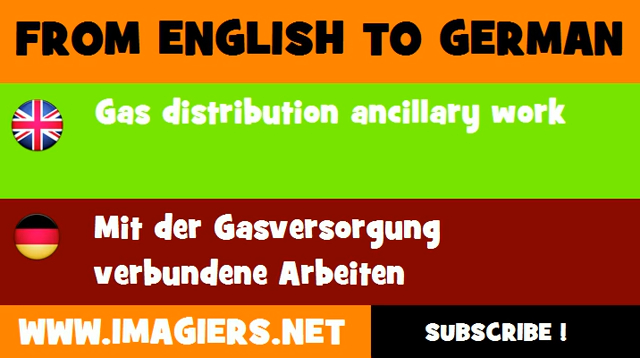 FROM ENGLISH TO GERMAN
Gas distribution ancillary work
Mit der Gasversorgung
verbundene Arbeiten
WWW.IMAGIERS.NET
SUBSCRIBE !